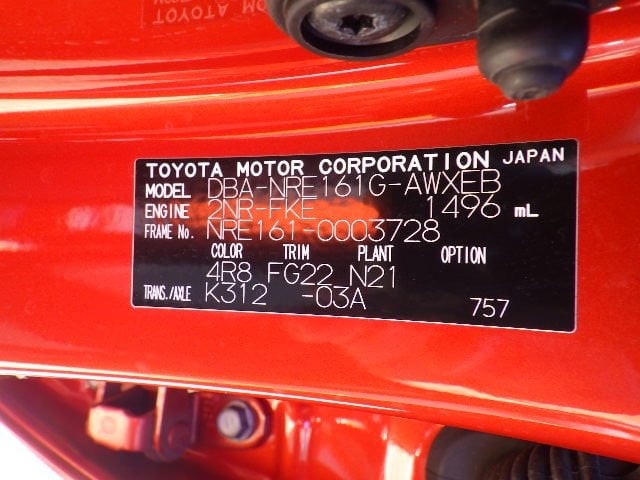 TOYOTA MOTOR CORPORATION JAPAN
MODEL DBA-NRE161G-AWXEB
ENGINE 2NR-FKE 1496 mL
FRAME No. NRE161-0003728
COLOR TRIM PLANT OPTION
4R8 FG22 N21
TRANS./AXLE K312 -03A 757